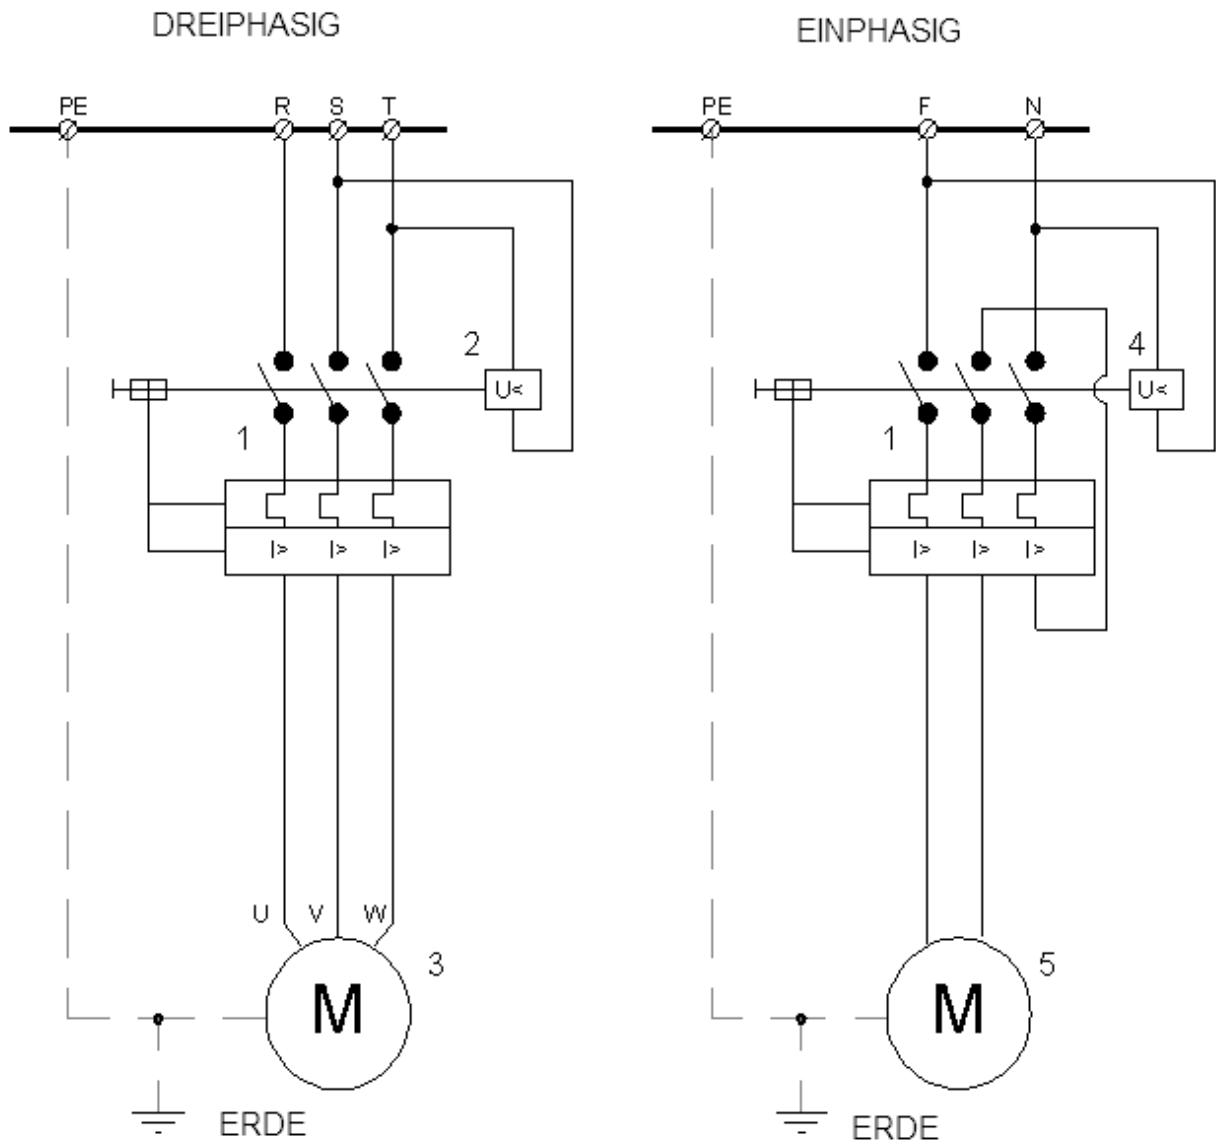 DREIPHASIG
PE R S T
2
U<
1
I> I> I>
U V W
3
M
ERDE
EINPHASIG
PE F N
4
U<
1
I> I> I>
5
M
ERDE